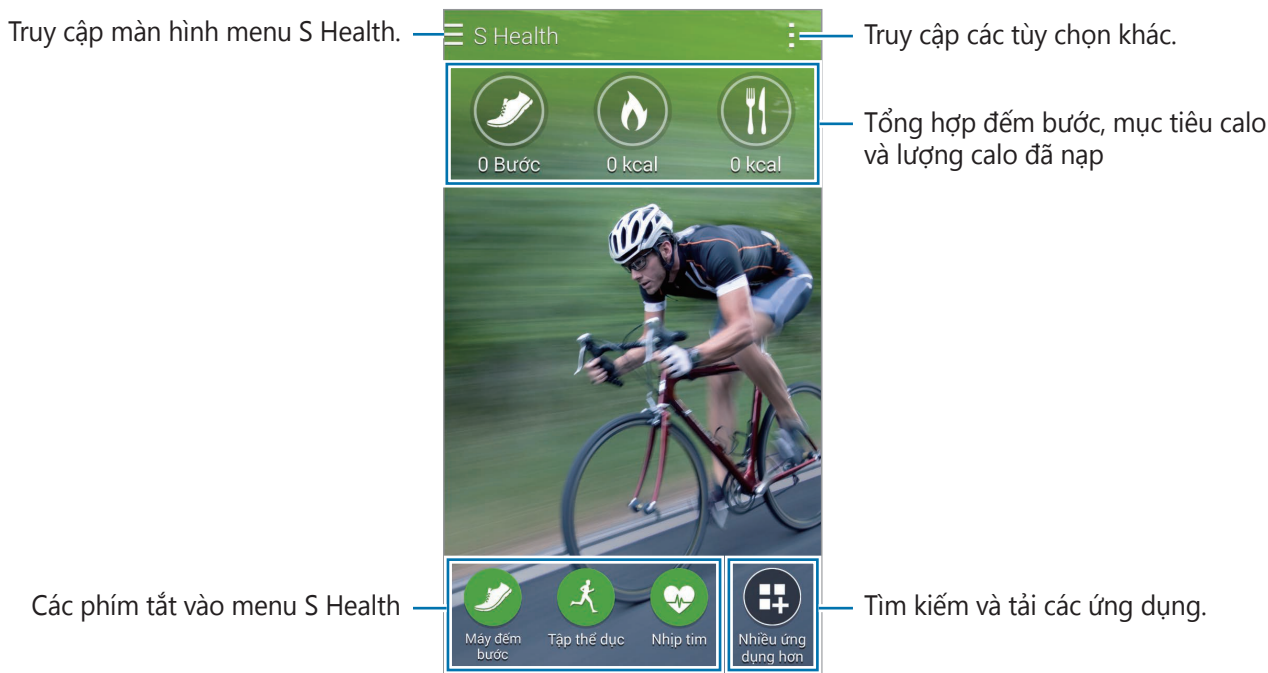 Truy cập màn hình menu S Health.
S Health
Truy cập các tùy chọn khác.
0 Bước
0 kcal
0 kcal
Tổng hợp đếm bước, mục tiêu calo
và lượng calo đã nạp
Các phím tắt vào menu S Health
Máy đếm
bước
Tập thể dục
Nhịp tim
Nhiều ứng
dụng hơn
Tìm kiếm và tải các ứng dụng.